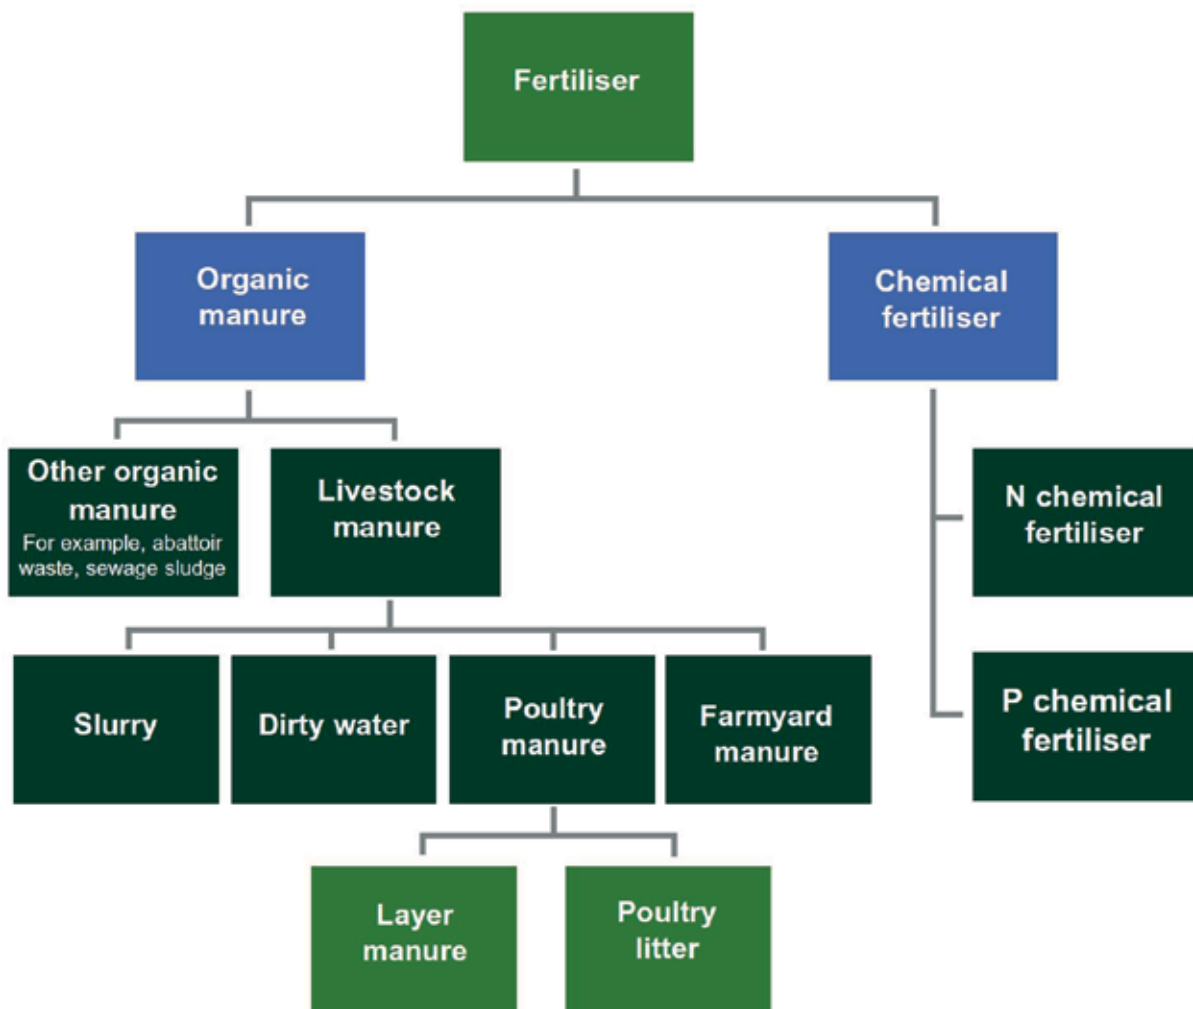 Fertiliser
Organic
manure
Chemical
fertiliser
Other organic
manure
For example, abattoir
waste, sewage sludge
Livestock
manure
N chemical
fertiliser
Slurry
Dirty water
Poultry
manure
Farmyard
manure
P chemical
fertiliser
Layer
manure
Poultry
litter